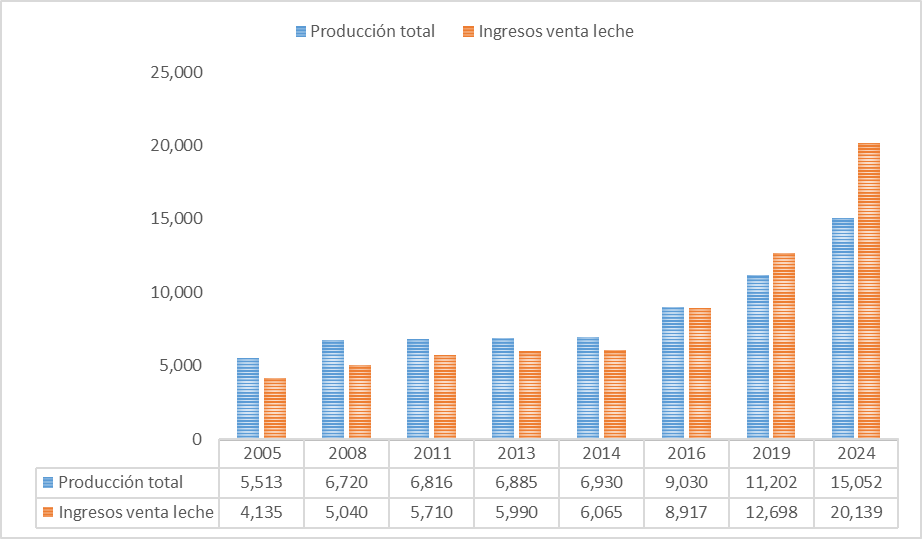 Producción total Ingresos venta leche
25,000
20,000
15,000
10,000
5,000
0
2005 2008 2011 2013 2014 2016 2019 2024
Producción total 5,513 6,720 6,816 6,885 6,930 9,030 11,202 15,052
Ingresos venta leche 4,135 5,040 5,710 5,990 6,065 8,917 12,698 20,139